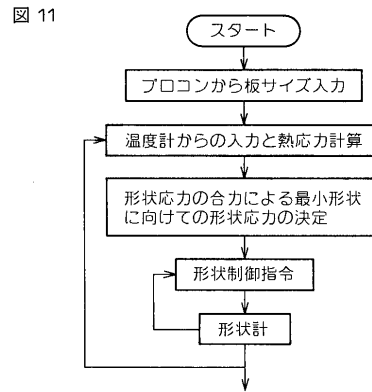 図 11
スタート
プロコンから板サイズ入力
温度計からの入力と熱応力計算
形状応力の合力による最小形状
に向けての形状応力の決定
形状制御指令
形状計